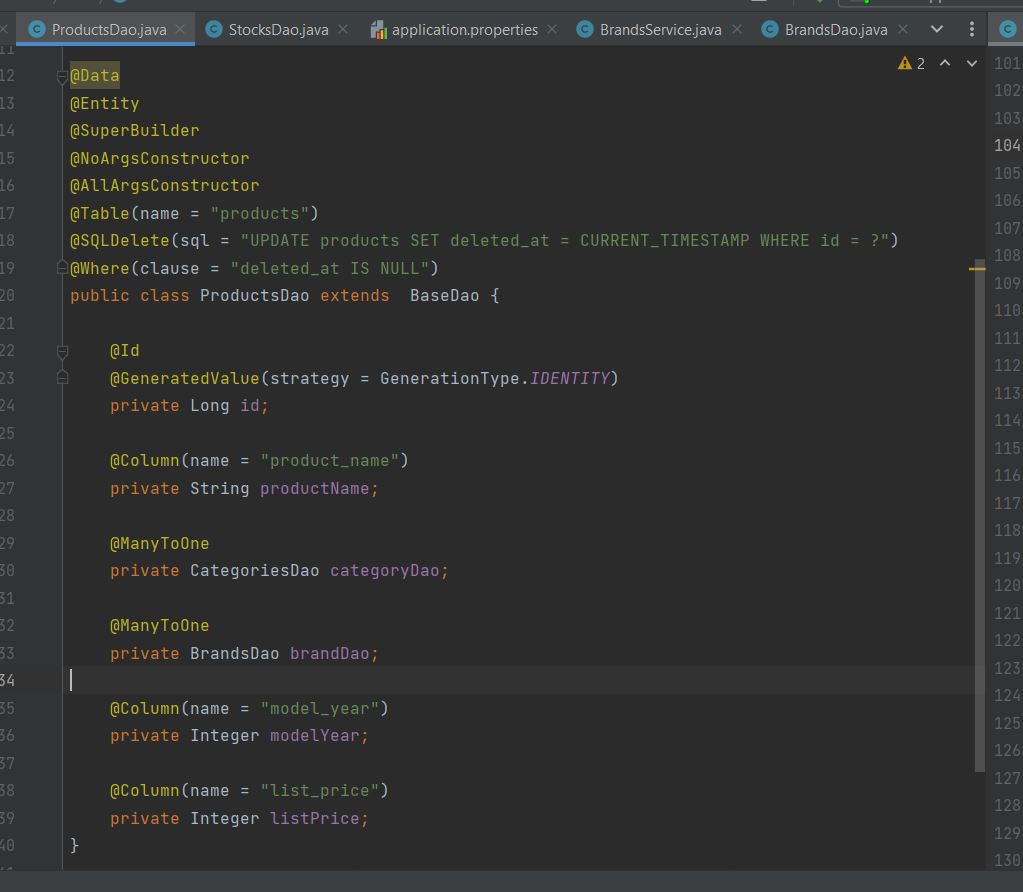 ProductsDao.java StocksDao.java application.properties BrandsService.java BrandsDao.java
11
12 @Data 2 101
13 @Entity 102
14 @SuperBuilder 103
15 @NoArgsConstructor 104
16 @AllArgsConstructor 105
17 @Table(name = "products") 106
18 @SQLDelete(sql = "UPDATE products SET deleted_at = CURRENT_TIMESTAMP WHERE id = ?") 107
19 @Where(clause = "deleted_at IS NULL") 108
20 public class ProductsDao extends  BaseDao { 109
21 110
22 @Id 111
23 @GeneratedValue(strategy = GenerationType.IDENTITY) 112
24 private Long id; 113
25 114
26 @Column(name = "product_name") 115
27 private String productName; 116
28 117
29 @ManyToOne 118
30 private CategoriesDao categoryDao; 119
31 120
32 @ManyToOne 121
33 private BrandsDao brandDao; 122
34 123
35 @Column(name = "model_year") 124
36 private Integer modelYear; 125
37 126
38 @Column(name = "list_price") 127
39 private Integer listPrice; 128
40 } 129
130